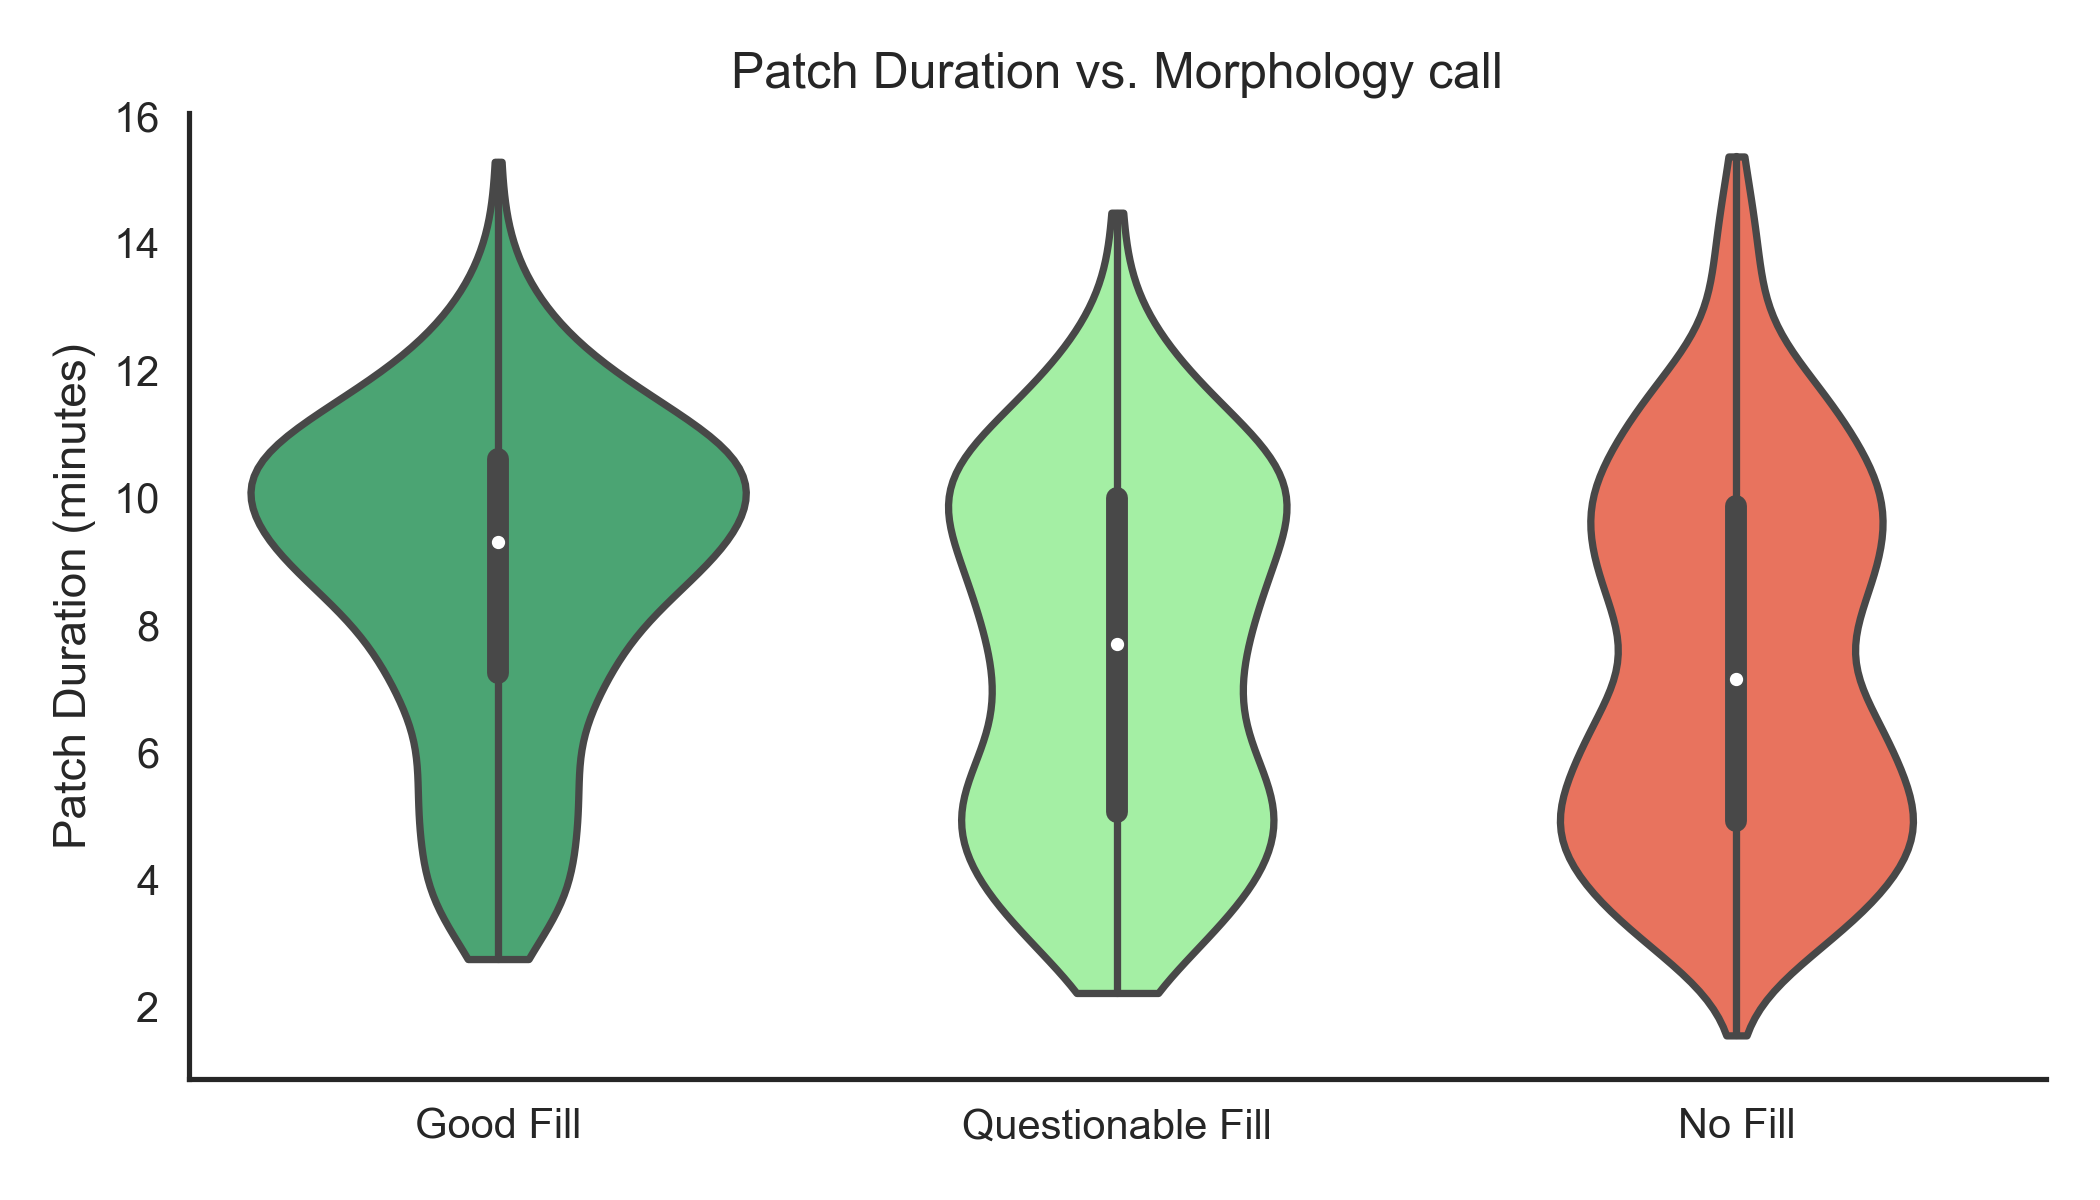 Patch Duration vs. Morphology call
Patch Duration (minutes)
16
14
12
10
8
6
4
2
Good Fill
Questionable Fill
No Fill